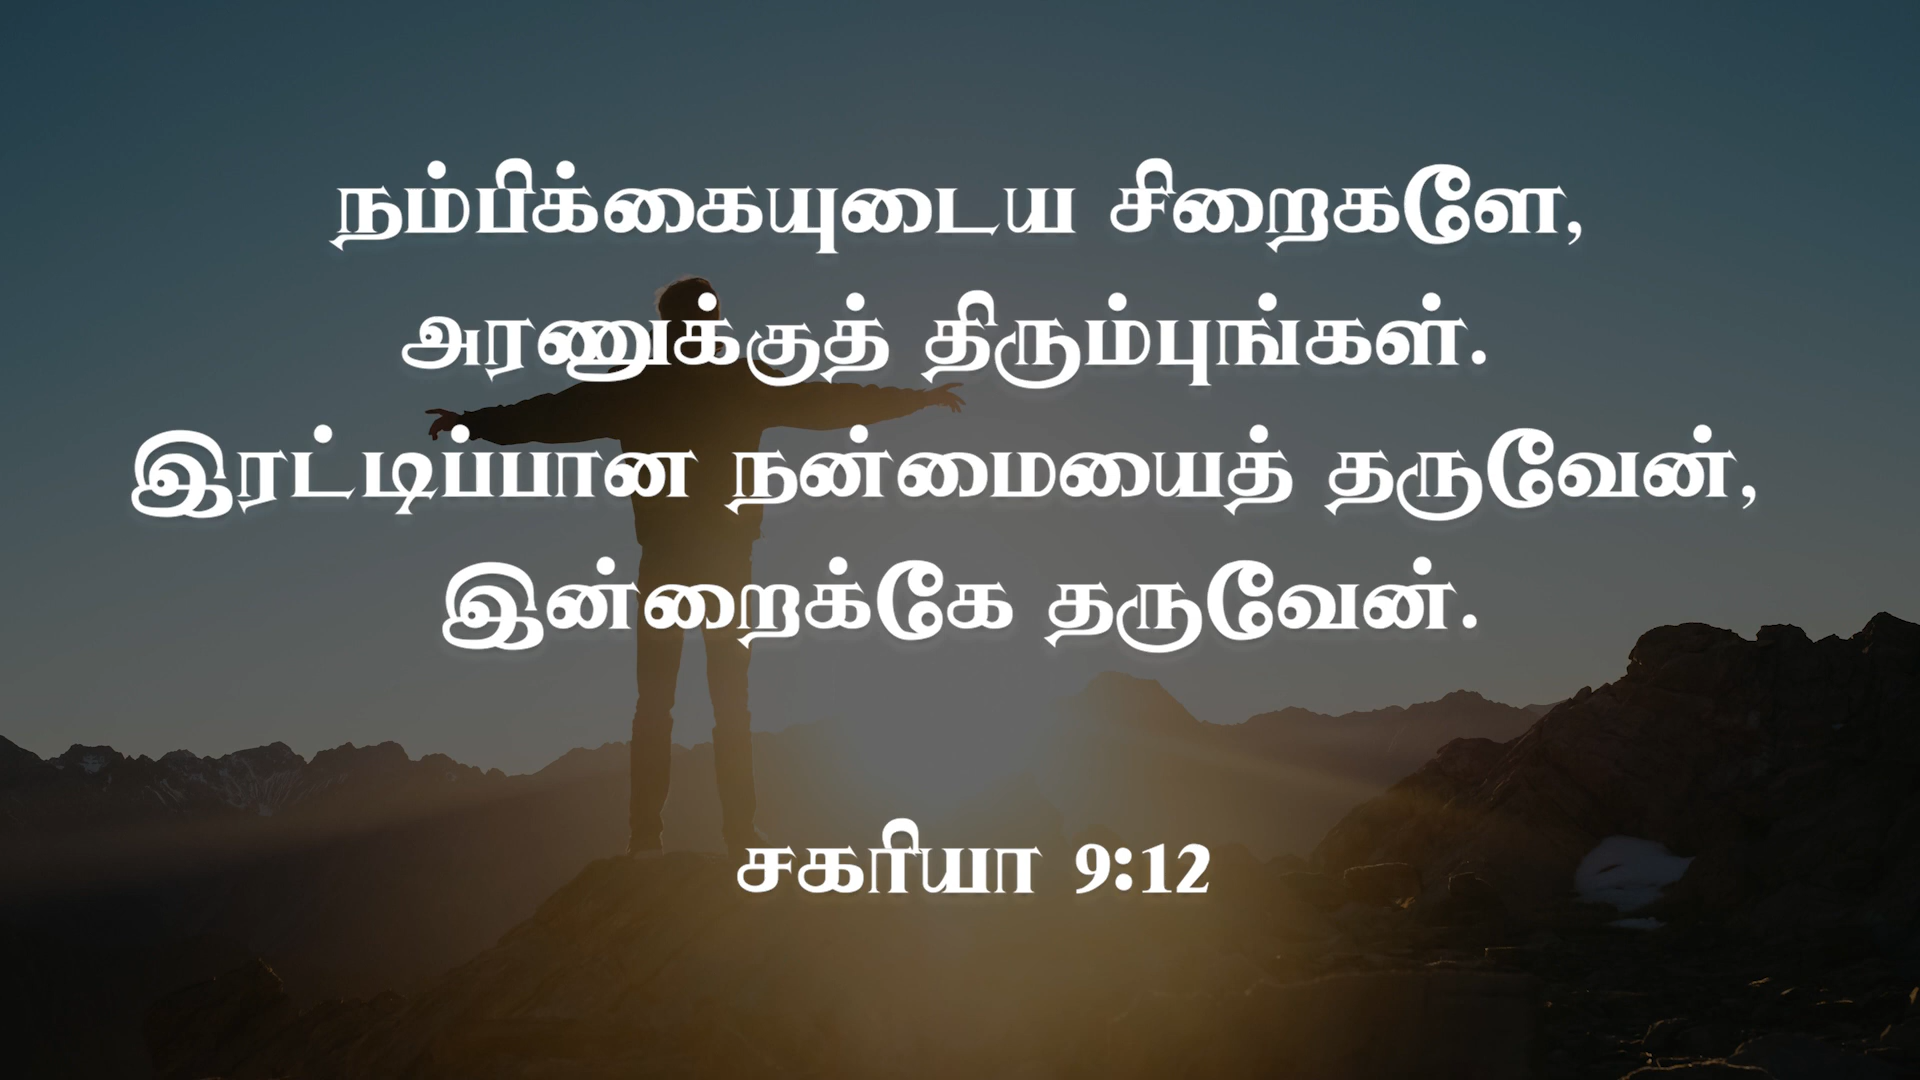 நம்பிக்கையுடைய சிறைகளே,
அரணுக்குத் திரும்புங்கள்.
இரட்டிப்பான நன்மையைத் தருவேன்,
இன்றைக்கே தருவேன்.
சகரியா 9:12